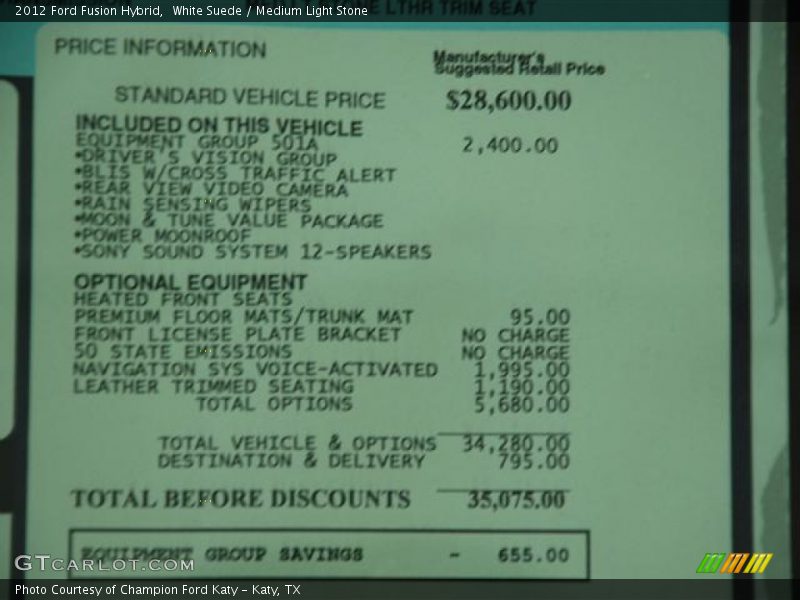 2012 Ford Fusion Hybrid, White Suede / Medium Light Stone
LTHR TRIM SEAT
PRICE INFORMATION
Manufacturer's
Suggested Retail Price
STANDARD VEHICLE PRICE $28,600.00
INCLUDED ON THIS VEHICLE
EQUIPMENT GROUP 501A 2,400.00
•DRIVER'S VISION GROUP
•BLIS W/CROSS TRAFFIC ALERT
•REAR VIEW VIDEO CAMERA
•RAIN SENSING WIPERS
•MOON & TUNE VALUE PACKAGE
•POWER MOONROOF
•SONY SOUND SYSTEM 12-SPEAKERS
OPTIONAL EQUIPMENT
HEATED FRONT SEATS
PREMIUM FLOOR MATS/TRUNK MAT 95.00
FRONT LICENSE PLATE BRACKET NO CHARGE
50 STATE EMISSIONS NO CHARGE
NAVIGATION SYS VOICE-ACTIVATED 1,995.00
LEATHER TRIMMED SEATING 1,190.00
TOTAL OPTIONS 5,680.00
TOTAL VEHICLE & OPTIONS 34,280.00
DESTINATION & DELIVERY 795.00
TOTAL BEFORE DISCOUNTS 35,075.00
EQUIPMENT GROUP SAVINGS - 655.00
GTCARLOT.COM
Photo Courtesy of Champion Ford Katy – Katy, TX